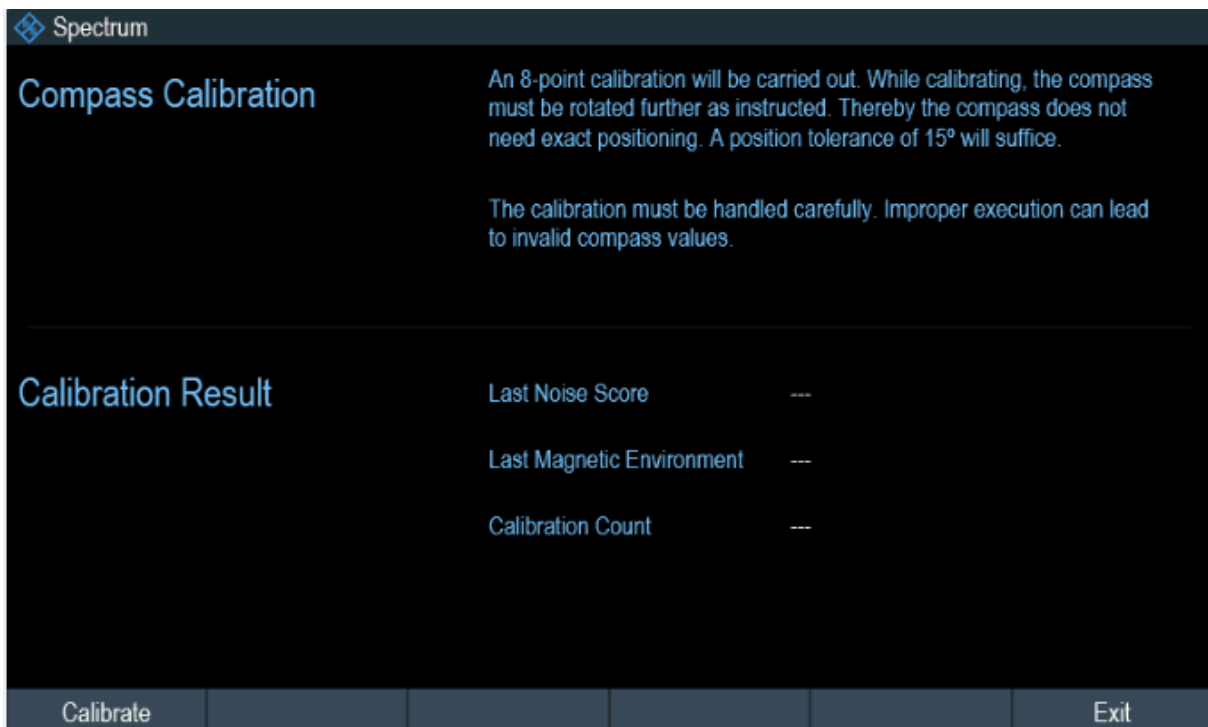 Spectrum
Compass Calibration
An 8-point calibration will be carried out. While calibrating, the compass
must be rotated further as instructed. Thereby the compass does not
need exact positioning. A position tolerance of 15º will suffice.
The calibration must be handled carefully. Improper execution can lead
to invalid compass values.
Calibration Result
Last Noise Score ---
Last Magnetic Environment ---
Calibration Count ---
Calibrate Exit